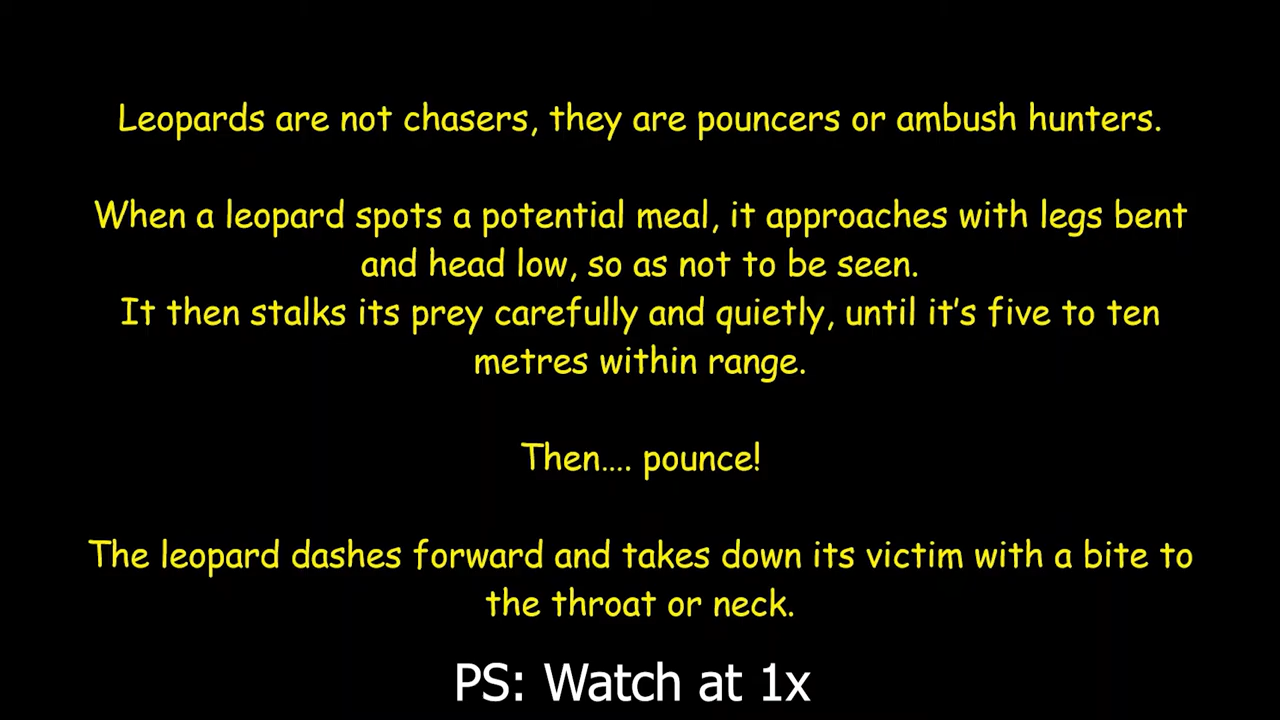 Leopards are not chasers, they are pouncers or ambush hunters.
When a leopard spots a potential meal, it approaches with legs bent
and head low, so as not to be seen.
It then stalks its prey carefully and quietly, until it’s five to ten
metres within range.
Then.... pounce!
The leopard dashes forward and takes down its victim with a bite to
the throat or neck.
PS: Watch at 1x